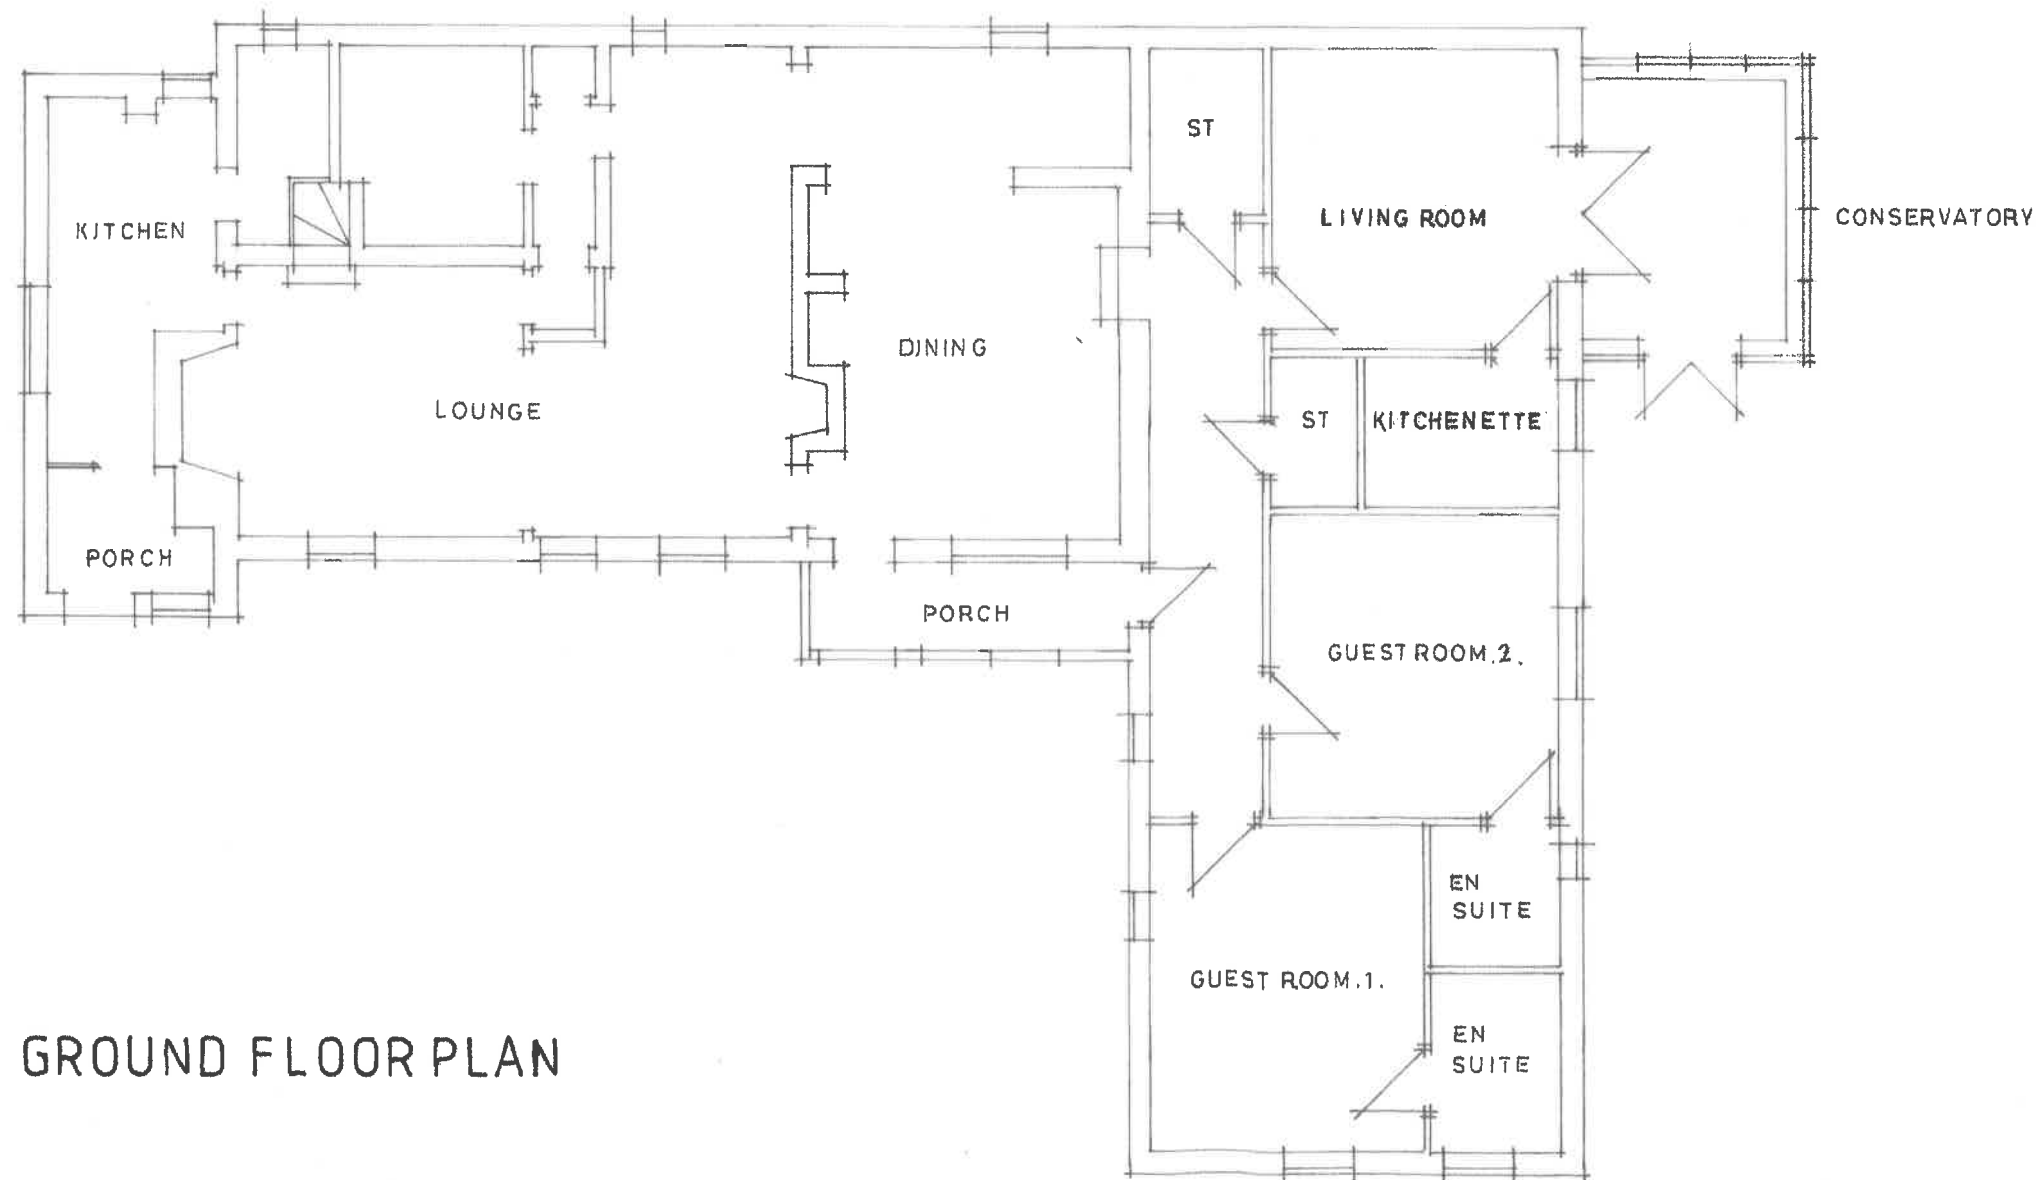 ST
KITCHEN
LIVING ROOM
CONSERVATORY
DINING
LOUNGE
ST
KITCHENETTE
PORCH
PORCH
GUEST ROOM.2.
EN
SUITE
GUEST ROOM.1.
EN
SUITE
GROUND FLOOR PLAN